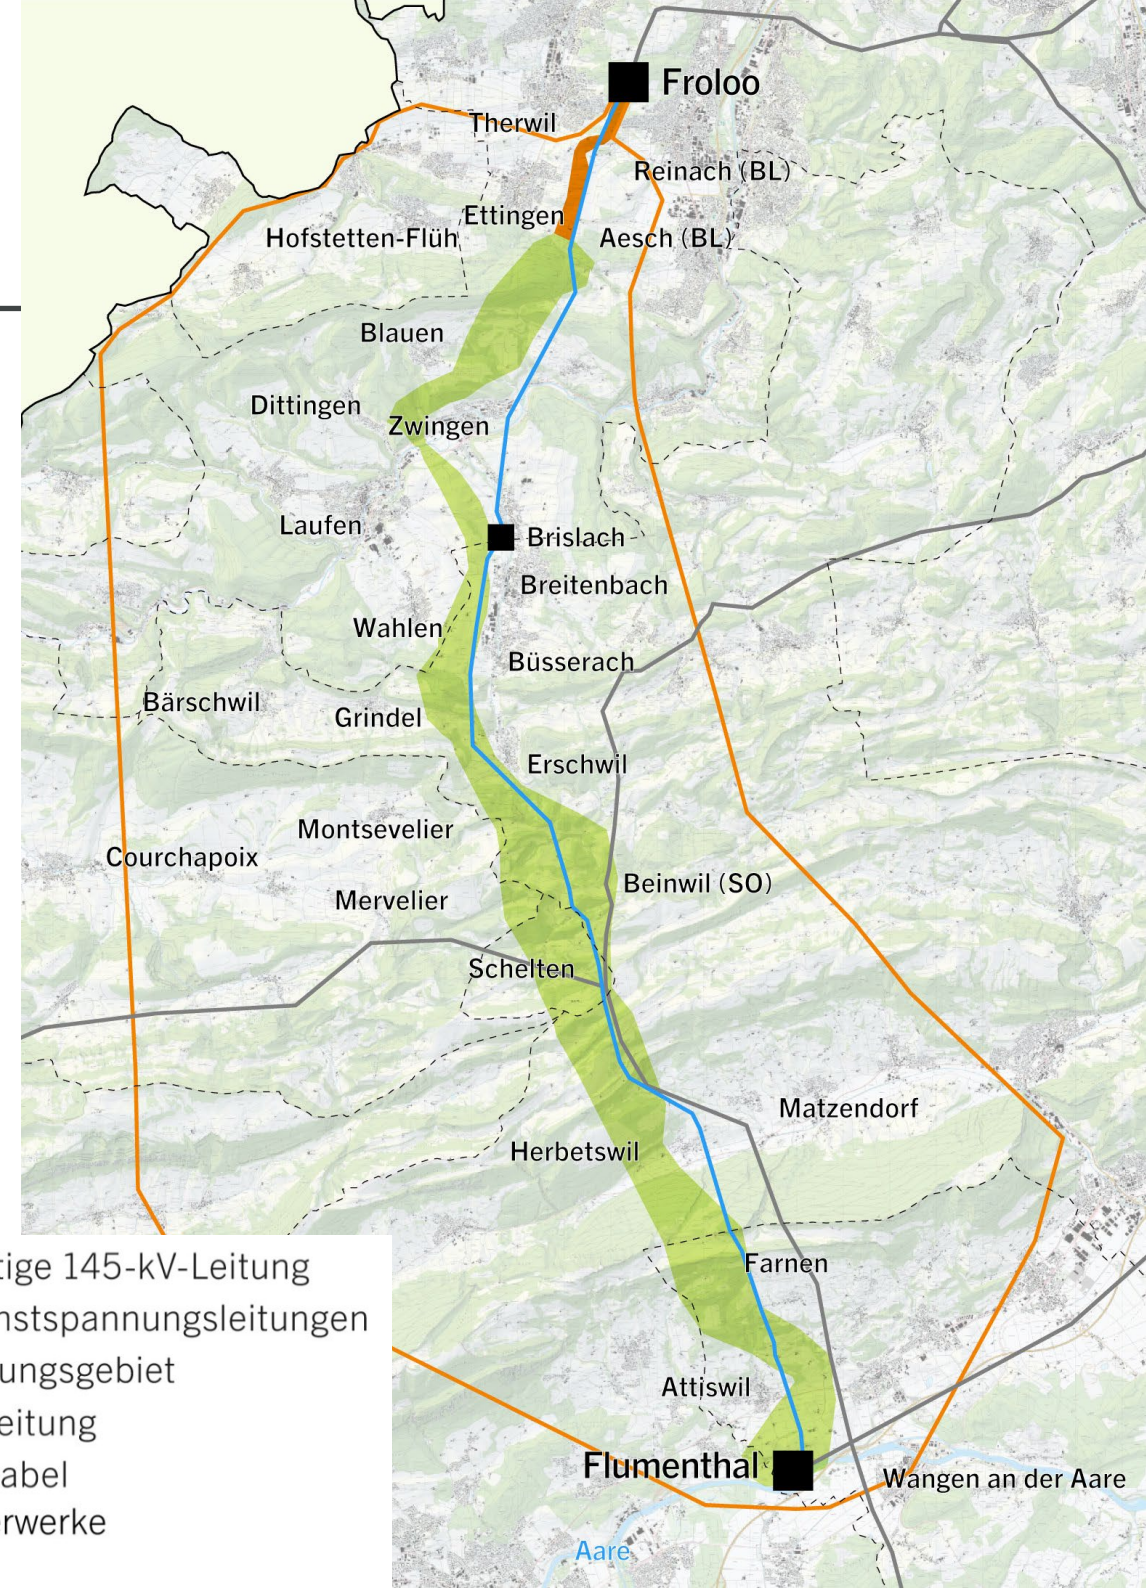 Froloo
Therwil
Reinach (BL)
Ettingen
Hofstetten-Flüh
Aesch (BL)
Blauen
Dittingen
Zwingen
Laufen
Brislach
Breitenbach
Wahlen
Büsserach
Bärschwil
Grindel
Erschwil
Montsevelier
Courchapoix
Beinwil (SO)
Mervelier
Schelten
Matzendorf
Herbetswil
Farnen
tige 145-kV-Leitung
nstspannungsleitungen
ungsgebiet
eitung
abel
erwerke
Attiswil
Flumenthal
Wangen an der Aare
Aare